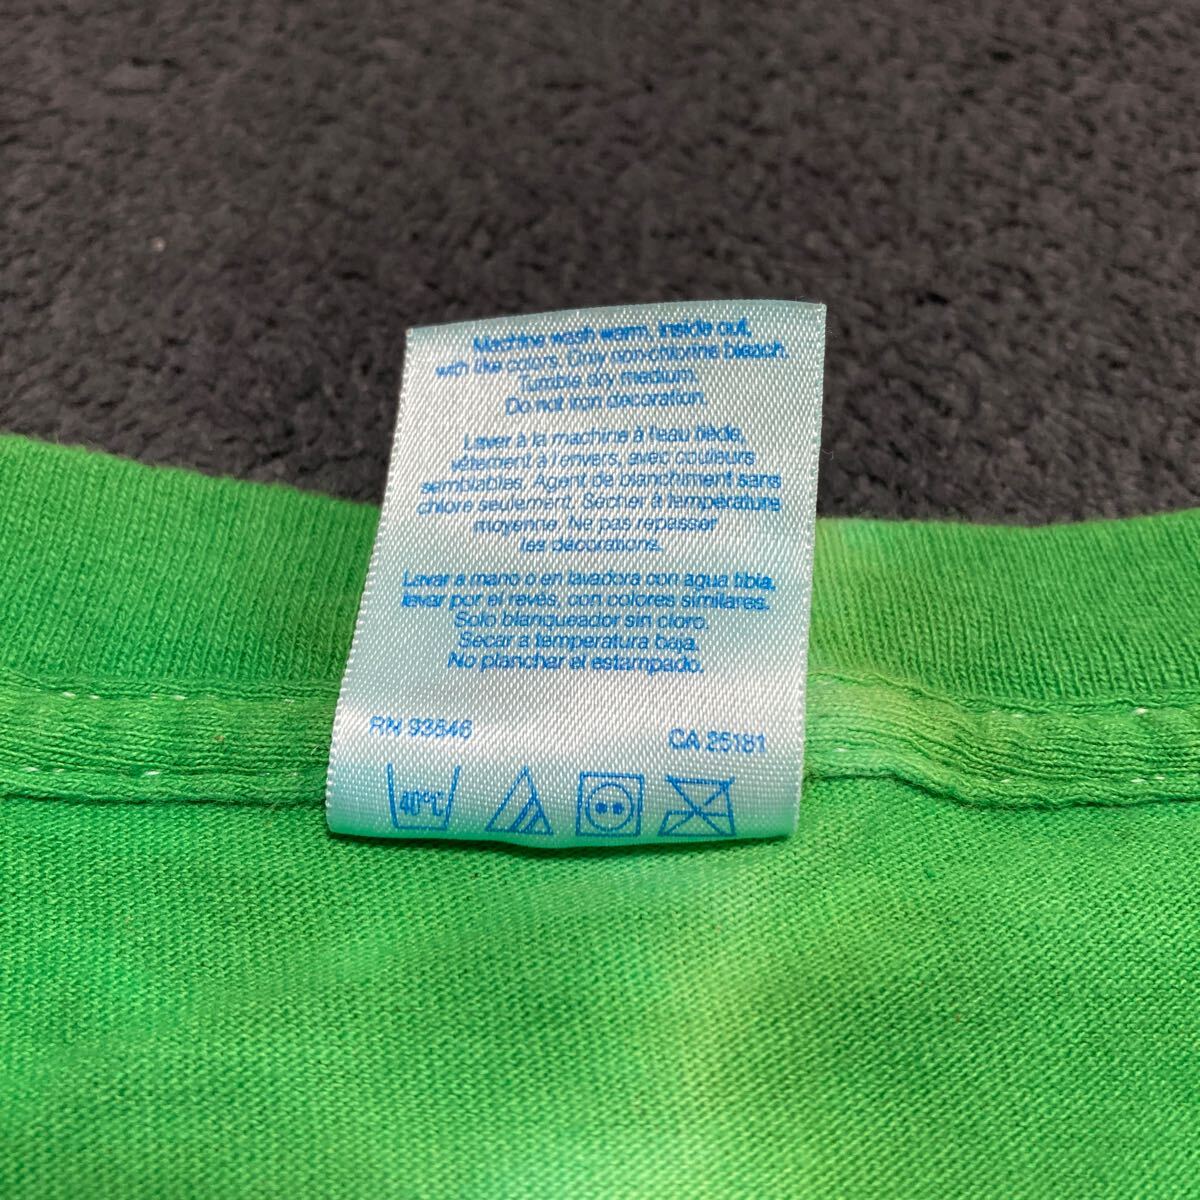 Machine wash warm, inside out,
with like colors. Only non-chlorine bleach.
Tumble dry medium.
Do not iron decoration.
Laver à la machine à l'eau tiède,
vêtement à l'envers, avec couleurs
semblables. Agent de blanchiment sans
chlore seulement. Sécher à température
moyenne. Ne pas repasser
les décorations.
Lavar a mano o en lavadora con agua tibia,
lavar por el revés, con colores similares.
Solo blanqueador sin cloro.
Secar a temperatura baja.
No planchar el estampado.
RN 93846
CA 25181
40°C